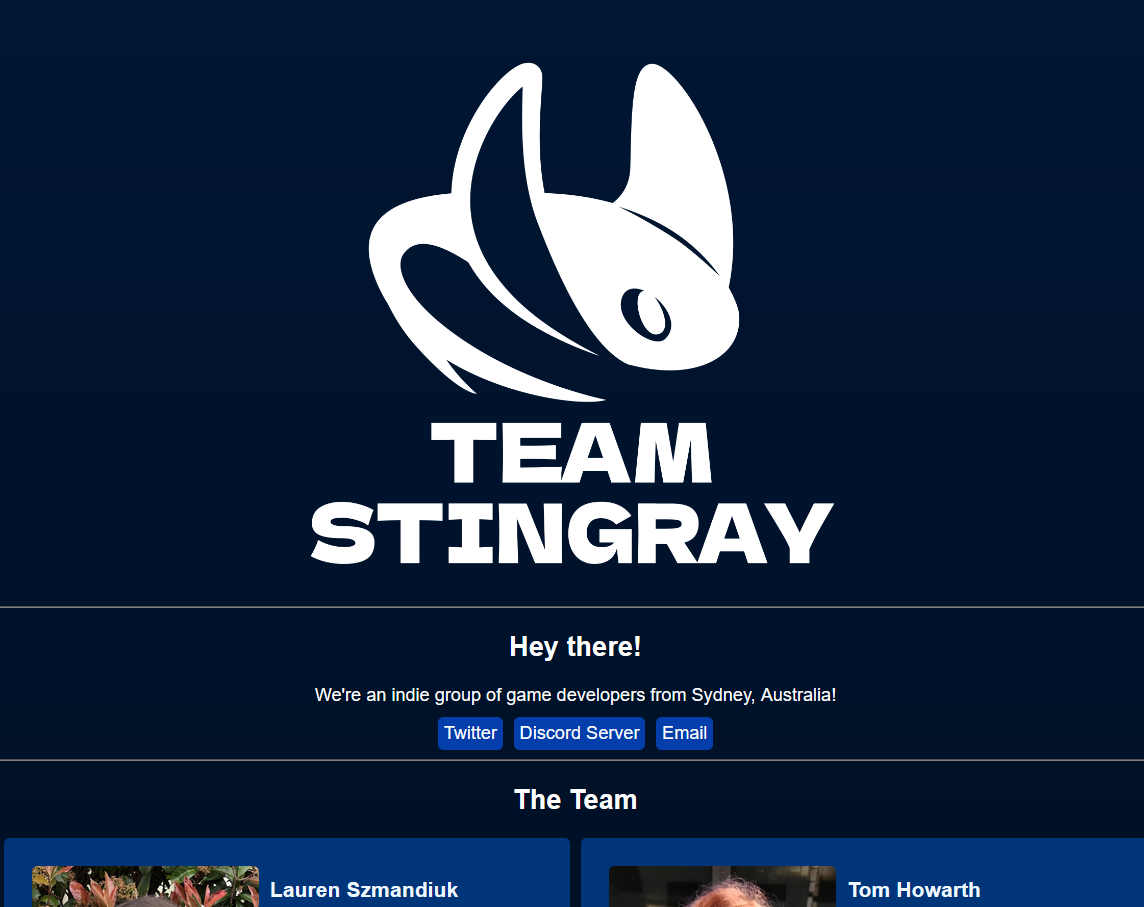 TEAM
STINGRAY
Hey there!
We're an indie group of game developers from Sydney, Australia!
Twitter Discord Server Email
The Team
Lauren Szmandiuk Tom Howarth